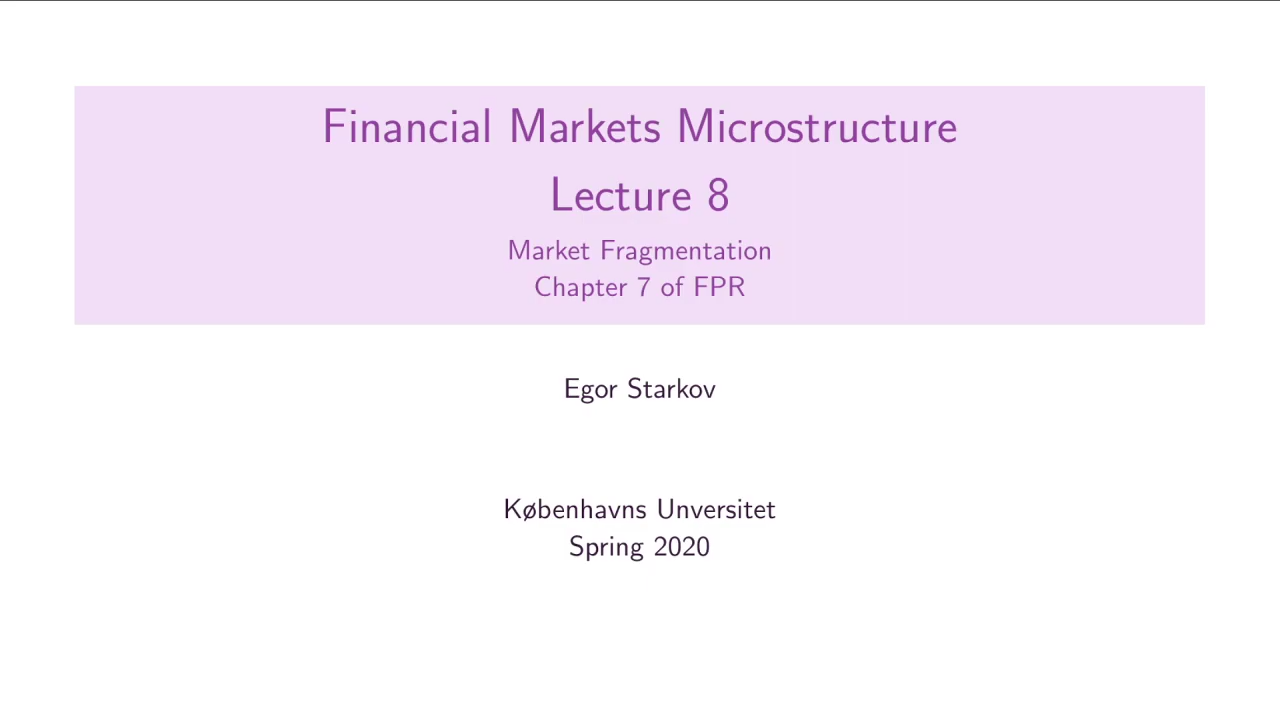 Financial Markets Microstructure
Lecture 8
Market Fragmentation
Chapter 7 of FPR
Egor Starkov
Københavns Unversitet
Spring 2020